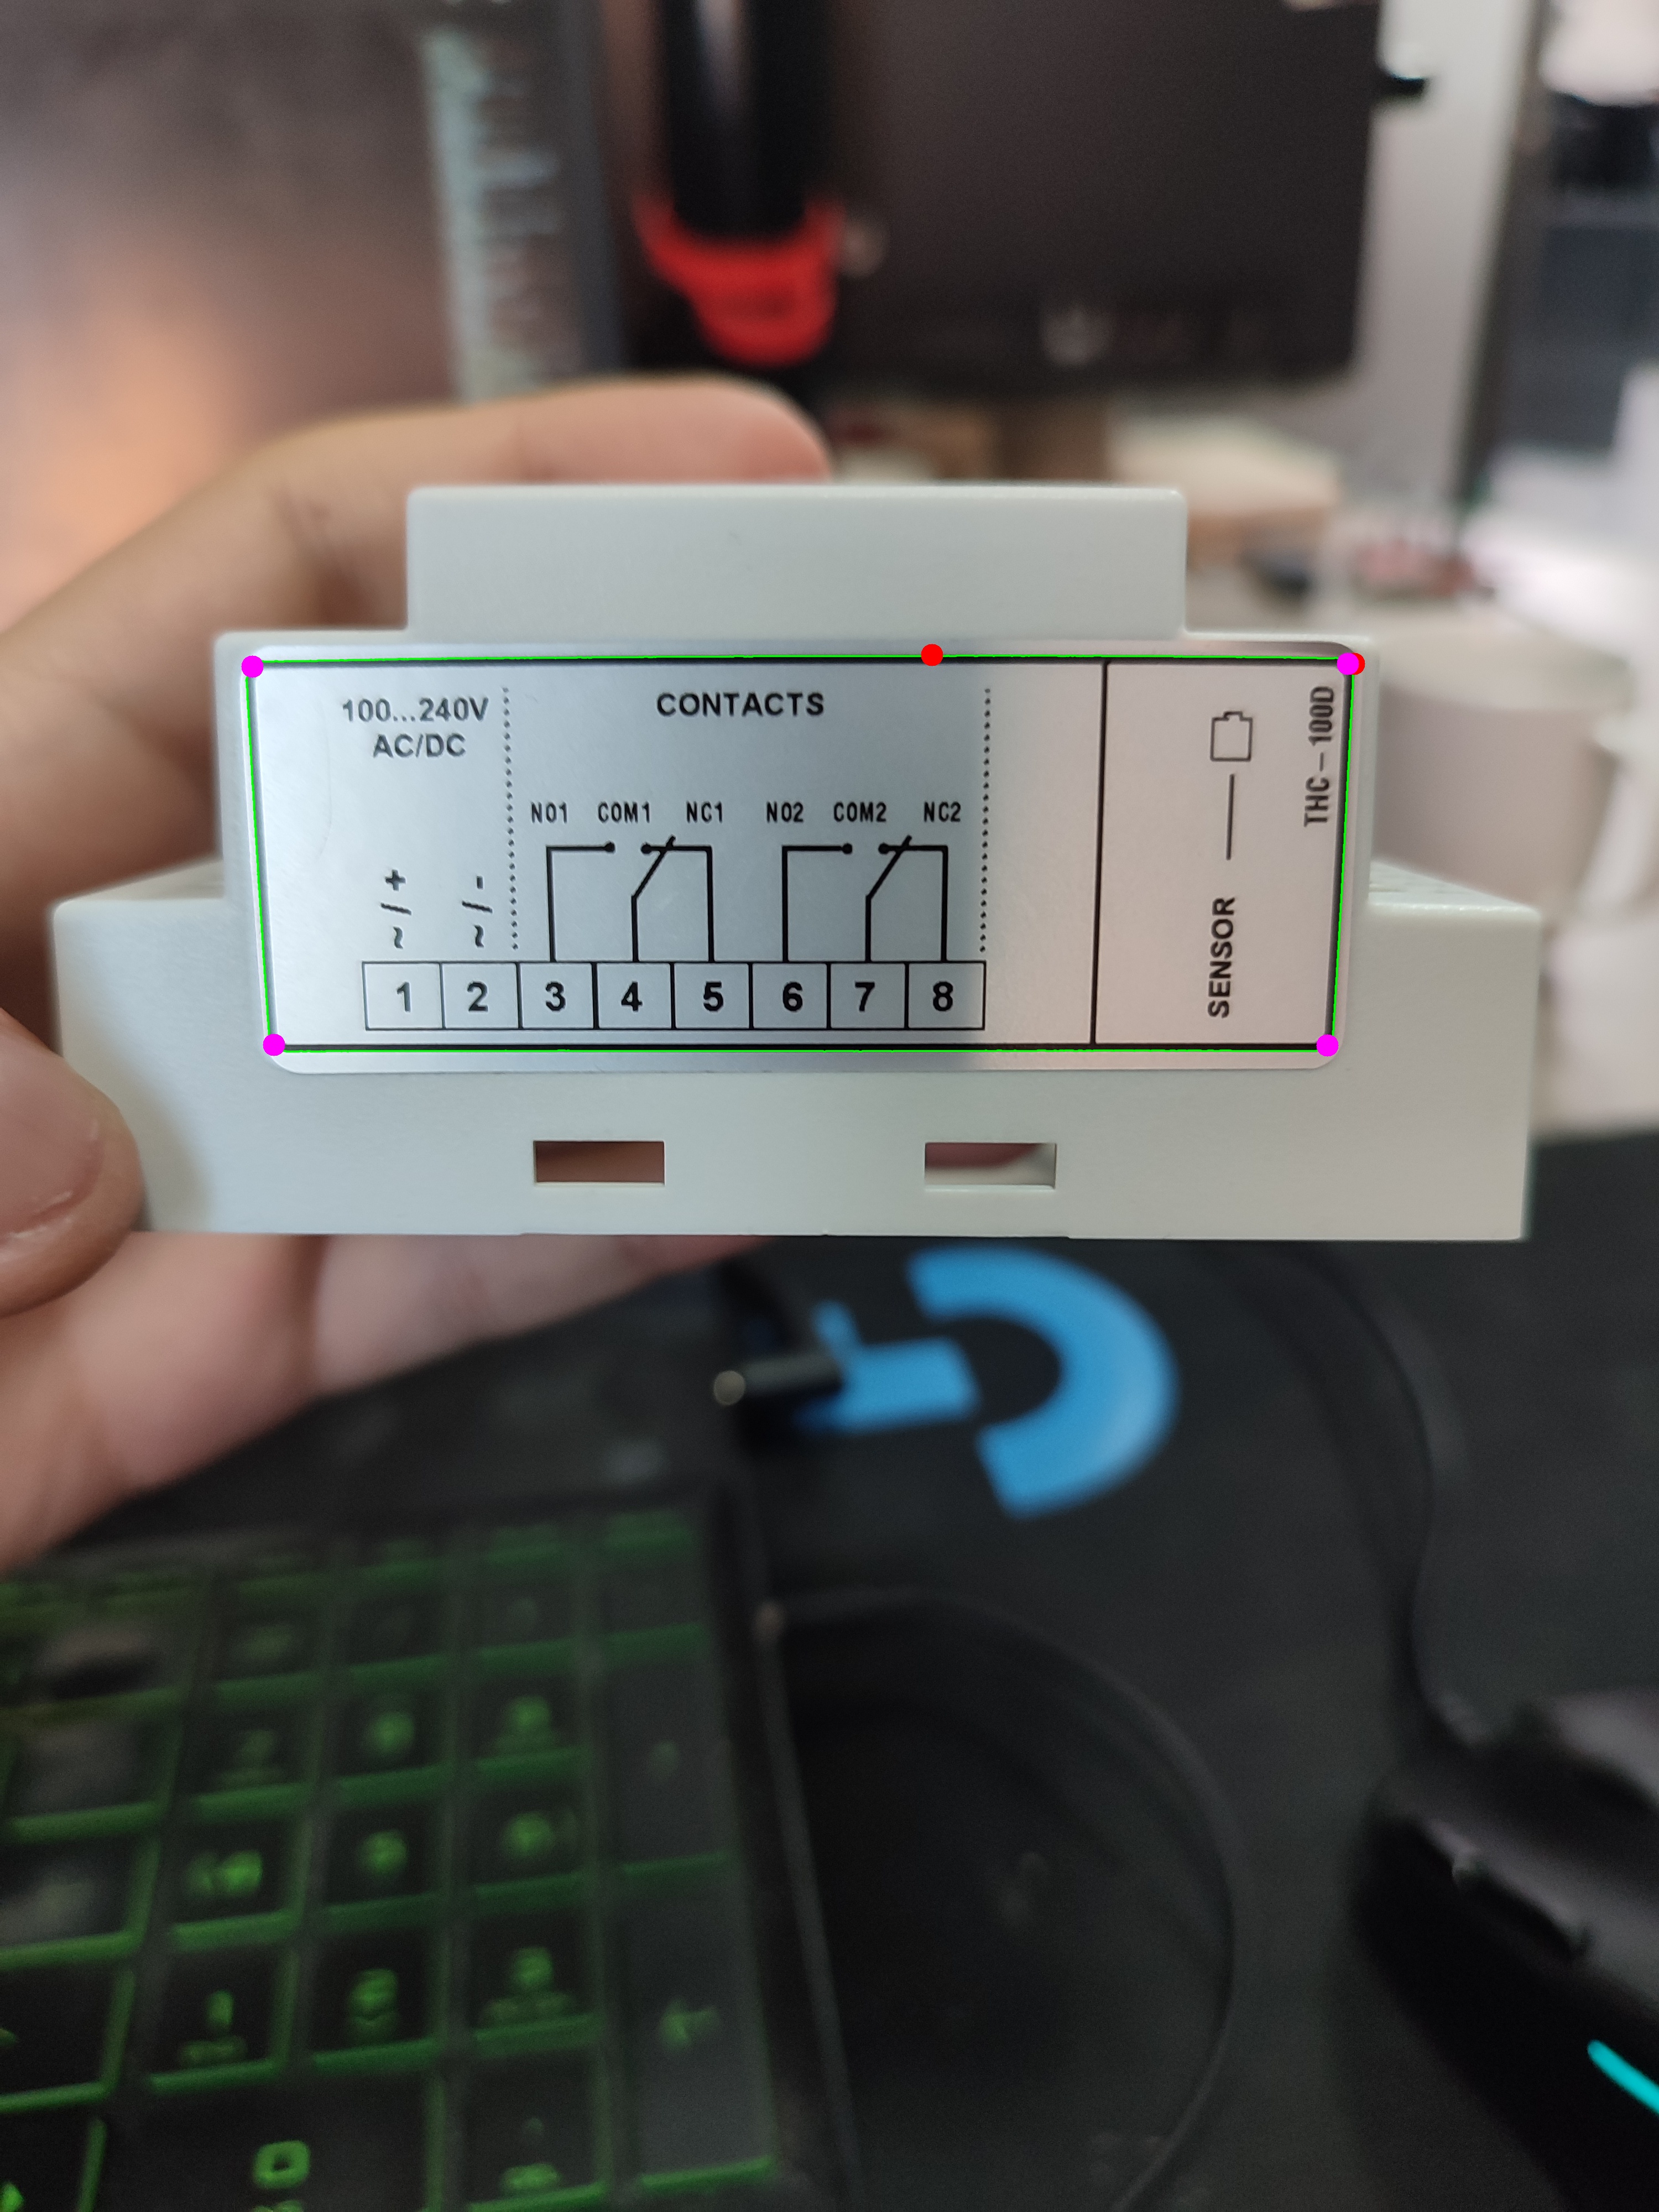 100...240V
AC/DC
CONTACTS
NO1 COM1 NC1 NO2 COM2 NC2
~/+
~/-
1 2 3 4 5 6 7 8
SENSOR
THC-100D